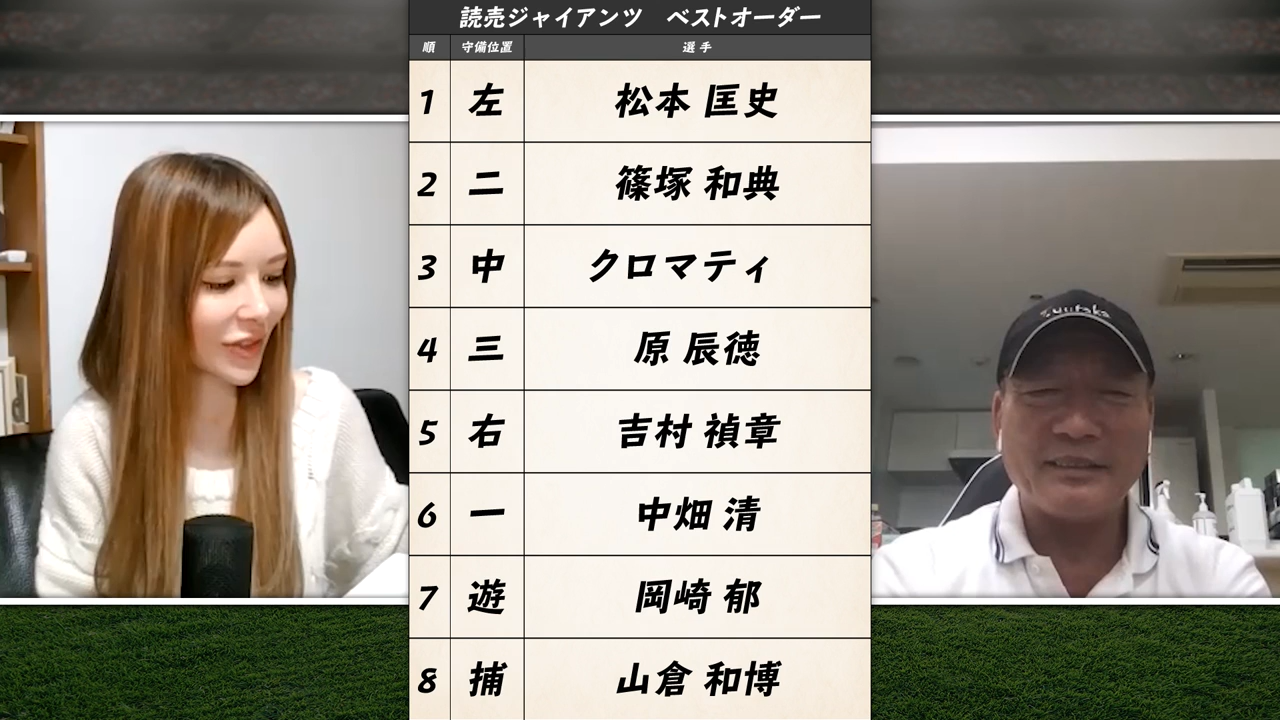 読売ジャイアンツ　ベストオーダー
順 守備位置 選手
1 左 松本 匡史
2 二 篠塚 和典
3 中 クロマティ
4 三 原 辰徳
5 右 吉村 禎章
6 一 中畑 清
7 遊 岡崎 郁
8 捕 山倉 和博